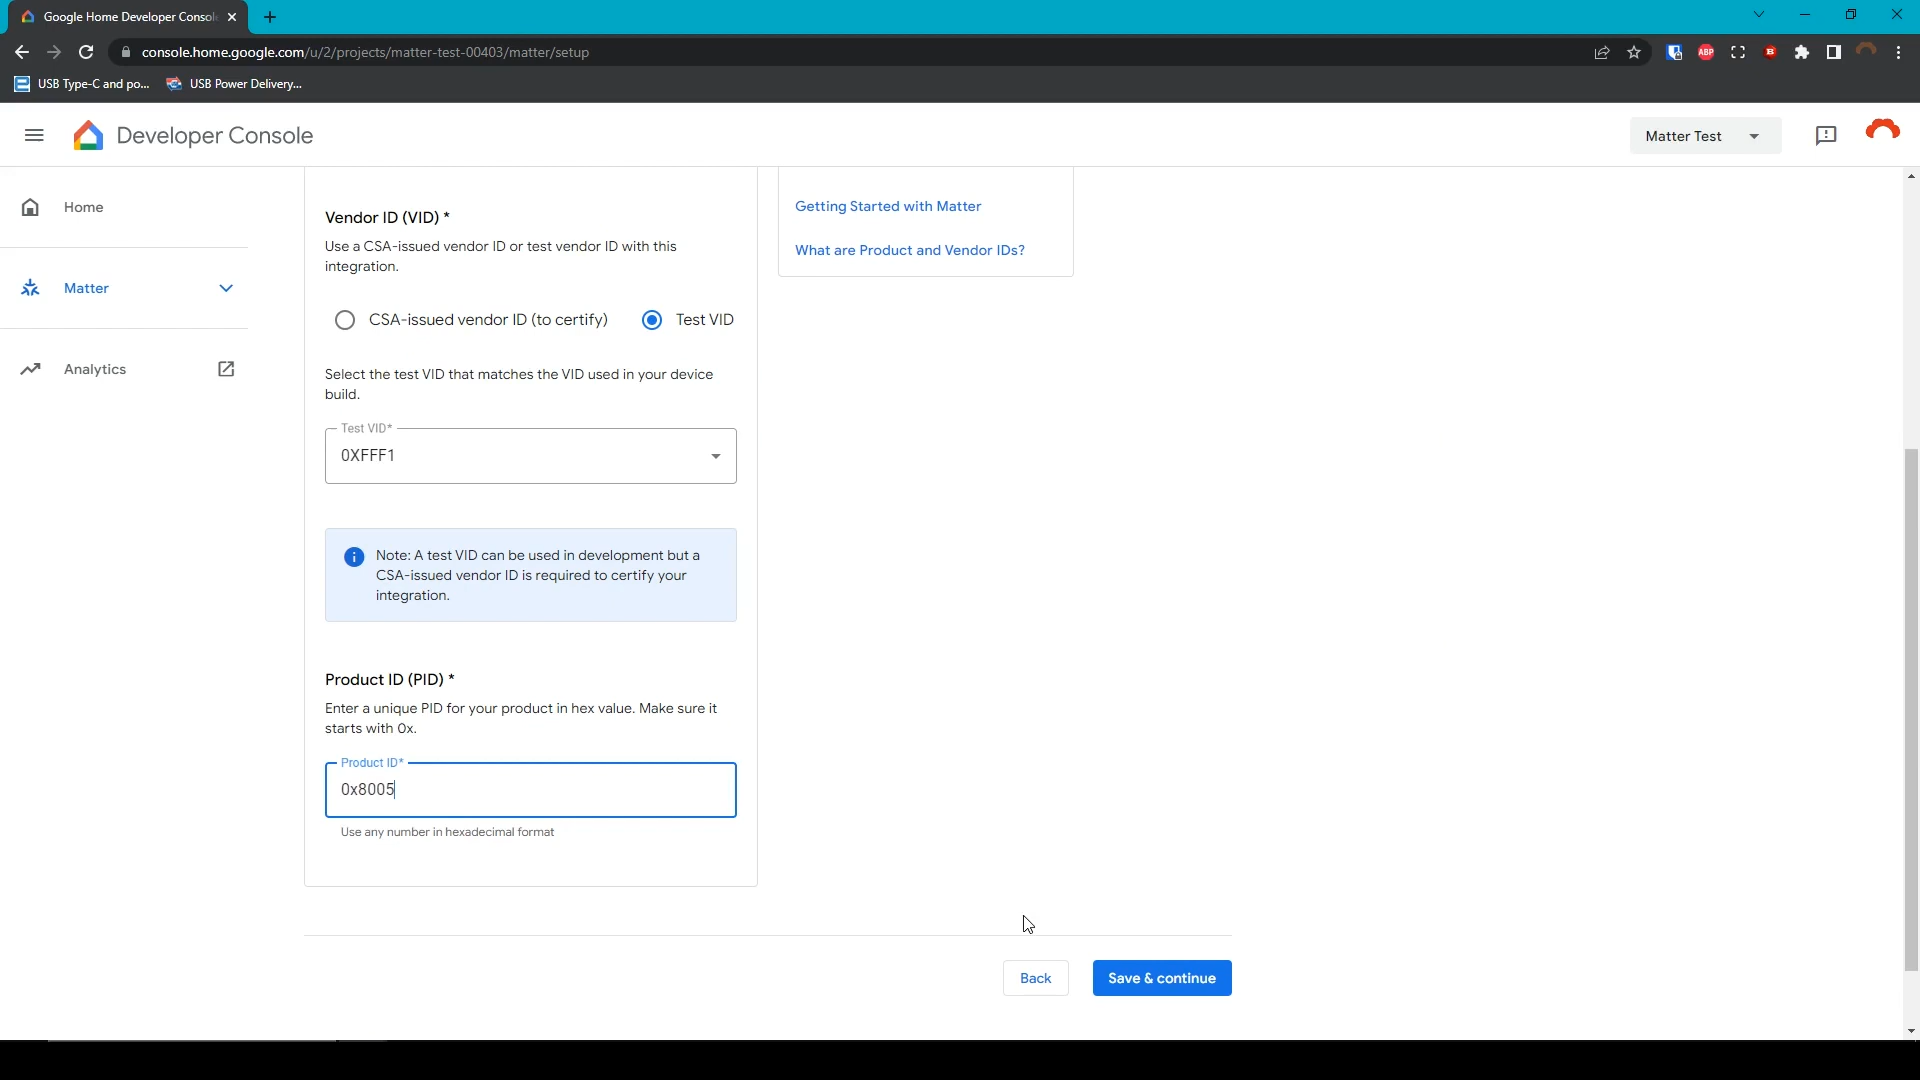 Google Home Developer Consol
console.home.google.com/u/2/projects/matter-test-00403/matter/setup
ABP
USB Type-C and po...
USB Power Delivery...
Developer Console
Matter Test
Home
Matter
Analytics
Vendor ID (VID) *
Use a CSA-issued vendor ID or test vendor ID with this
integration.
CSA-issued vendor ID (to certify)
Test VID
Select the test VID that matches the VID used in your device
build.
Test VID*
0XFFF1
Note: A test VID can be used in development but a
CSA-issued vendor ID is required to certify your
integration.
Product ID (PID) *
Enter a unique PID for your product in hex value. Make sure it
starts with 0x.
Product ID*
0x8005
Use any number in hexadecimal format
Getting Started with Matter
What are Product and Vendor IDs?
Back
Save & continue